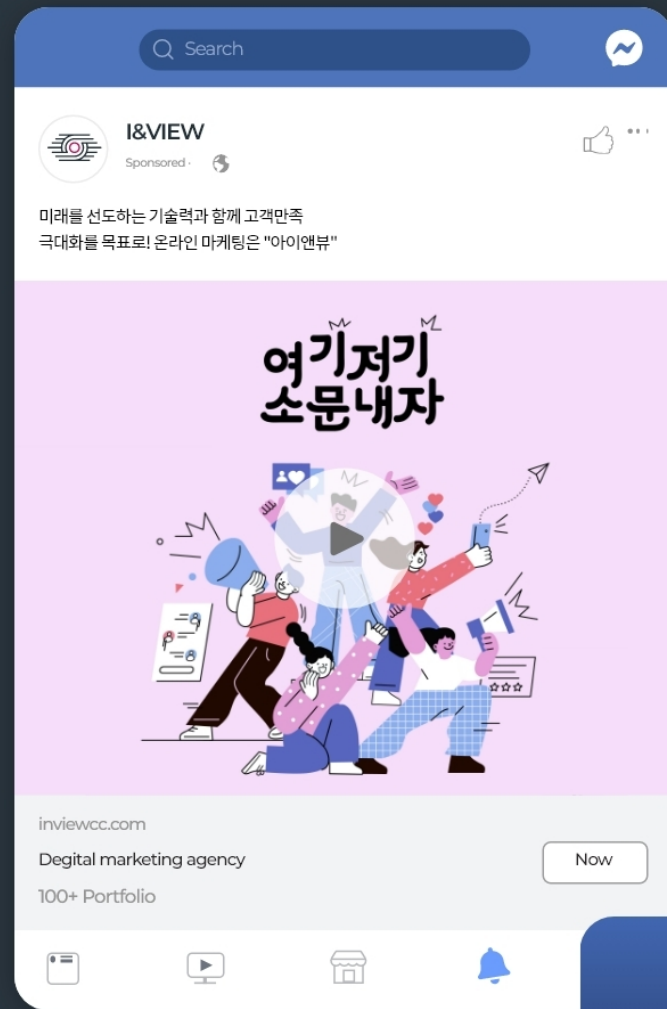 Search
I&VIEW
Sponsored ·
미래를 선도하는 기술력과 함께 고객만족
극대화를 목표로! 온라인 마케팅은 "아이앤뷰"
여기저기
소문내자
inviewcc.com
Degital marketing agency
Now
100+ Portfolio